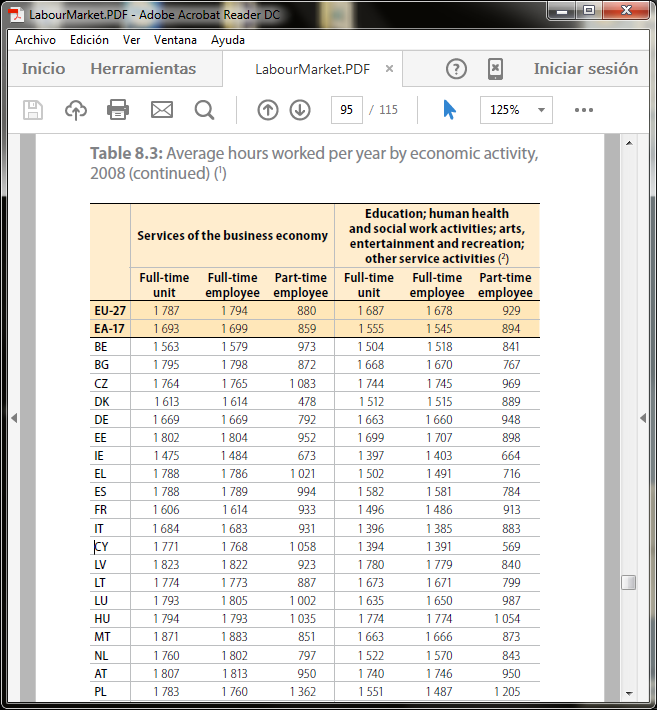 LabourMarket.PDF - Adobe Acrobat Reader DC
Archivo Edición Ver Ventana Ayuda
Inicio Herramientas LabourMarket.PDF × ? Iniciar sesión
95 / 115 125%
Table 8.3: Average hours worked per year by economic activity,
2008 (continued) (¹)
Services of the business economy
Education; human health
and social work activities; arts,
entertainment and recreation;
other service activities (²)
Full-time Full-time Part-time Full-time Full-time Part-time
unit employee employee unit employee employee
EU-27 1 787 1 794 880 1 687 1 678 929
EA-17 1 693 1 699 859 1 555 1 545 894
BE 1 563 1 579 973 1 504 1 518 841
BG 1 795 1 798 872 1 668 1 670 767
CZ 1 764 1 765 1 083 1 744 1 745 969
DK 1 613 1 614 478 1 512 1 515 889
DE 1 669 1 669 792 1 663 1 660 948
EE 1 802 1 804 952 1 699 1 707 898
IE 1 475 1 484 673 1 397 1 403 664
EL 1 788 1 786 1 021 1 502 1 491 716
ES 1 788 1 789 994 1 582 1 581 784
FR 1 606 1 614 933 1 496 1 486 913
IT 1 684 1 683 931 1 396 1 385 883
CY 1 771 1 768 1 058 1 394 1 391 569
LV 1 823 1 822 923 1 780 1 779 840
LT 1 774 1 773 887 1 673 1 671 799
LU 1 793 1 805 1 002 1 635 1 650 987
HU 1 794 1 793 1 035 1 774 1 774 1 054
MT 1 871 1 883 851 1 663 1 666 873
NL 1 760 1 802 797 1 522 1 570 843
AT 1 807 1 813 950 1 740 1 746 950
PL 1 783 1 760 1 362 1 551 1 487 1 205